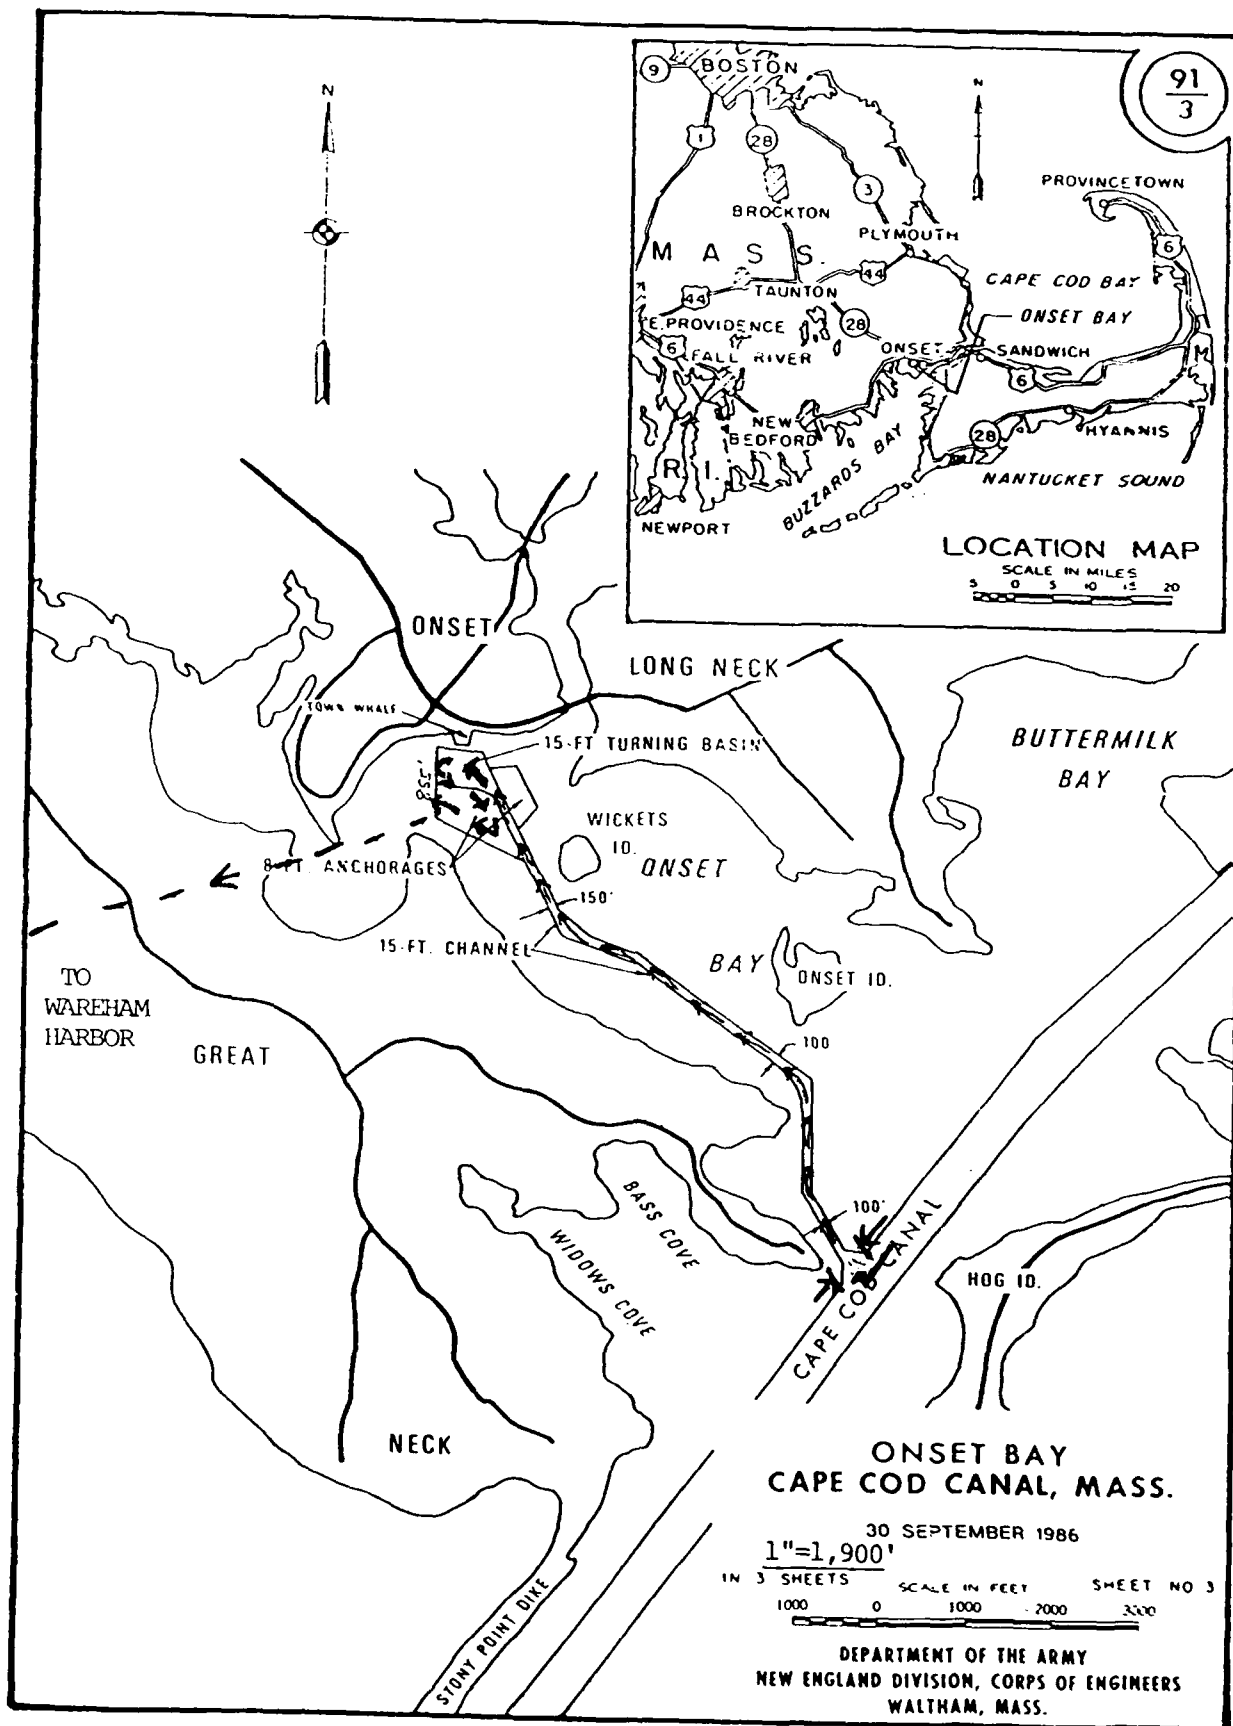 91
3
N
BOSTON
9
1
28
3
BROCKTON
PLYMOUTH
PROVINCETOWN
6
MASS.
44
TAUNTON
44
CAPE COD BAY
ONSET BAY
E. PROVIDENCE
28
6
FALL RIVER
ONSET
SANDWICH
6
M
NEW
BEDFORD
28
HYANNIS
R.I.
BUZZARDS BAY
NANTUCKET SOUND
NEWPORT
LOCATION MAP
SCALE IN MILES
5 0 5 10 15 20
N
ONSET
LONG NECK
TOWN WHALF
15-FT TURNING BASIN
BUTTERMILK
BAY
855'
WICKETS
ID.
ONSET
8-FT. ANCHORAGES
150'
15-FT. CHANNEL
BAY
ONSET ID.
TO
WAREHAM
HARBOR
GREAT
100
BASS COVE
WIDOWS COVE
100'
CAPE COD CANAL
HOG ID.
NECK
STONY POINT DIKE
ONSET BAY
CAPE COD CANAL, MASS.
30 SEPTEMBER 1986
1"=1,900'
IN 3 SHEETS
SCALE IN FEET
SHEET NO 3
1000 0 1000 2000 3000
DEPARTMENT OF THE ARMY
NEW ENGLAND DIVISION, CORPS OF ENGINEERS
WALTHAM, MASS.